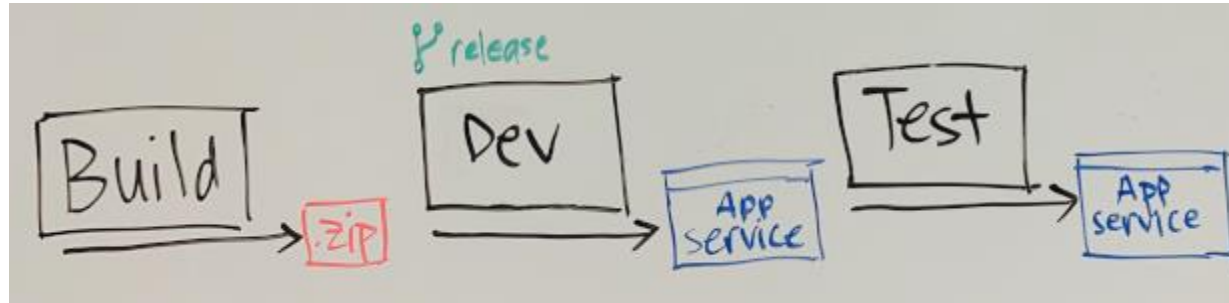 release
Build
Dev
Test
.zip
App
service
App
service